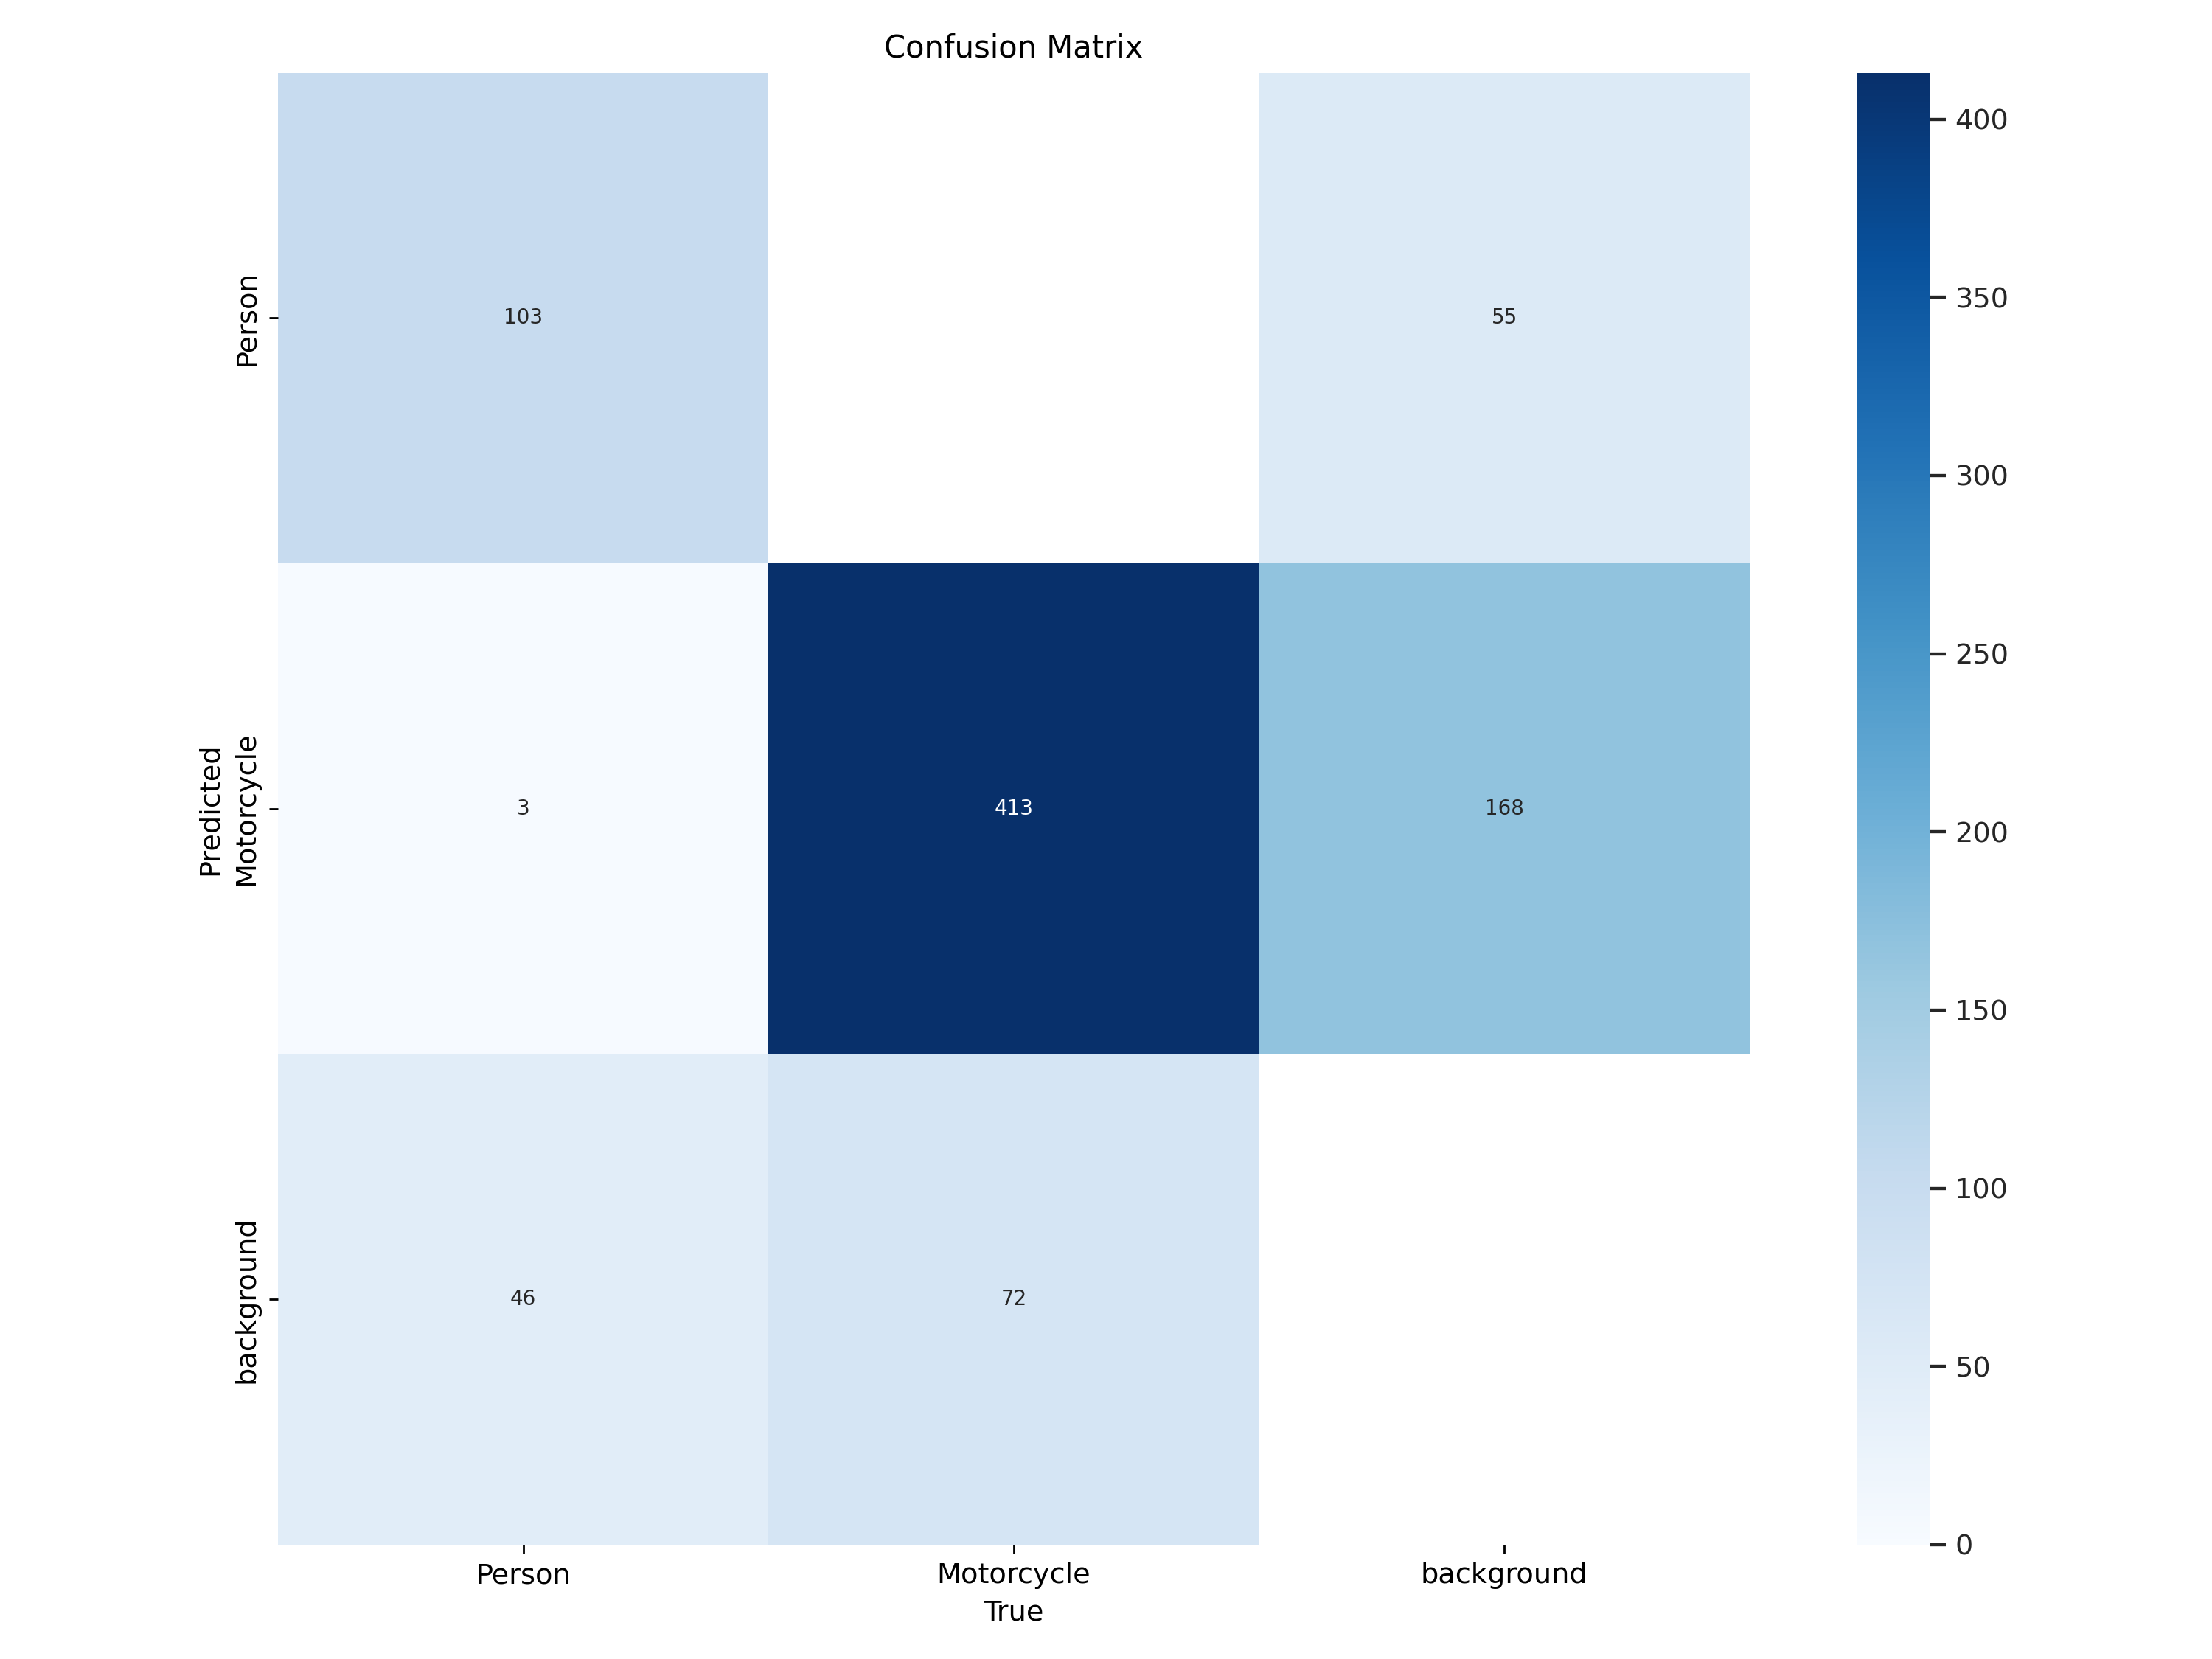 Confusion Matrix
Person
103
55
Predicted
Motorcycle
3
413
168
background
46
72
Person
Motorcycle
background
True
400
350
300
250
200
150
100
50
0